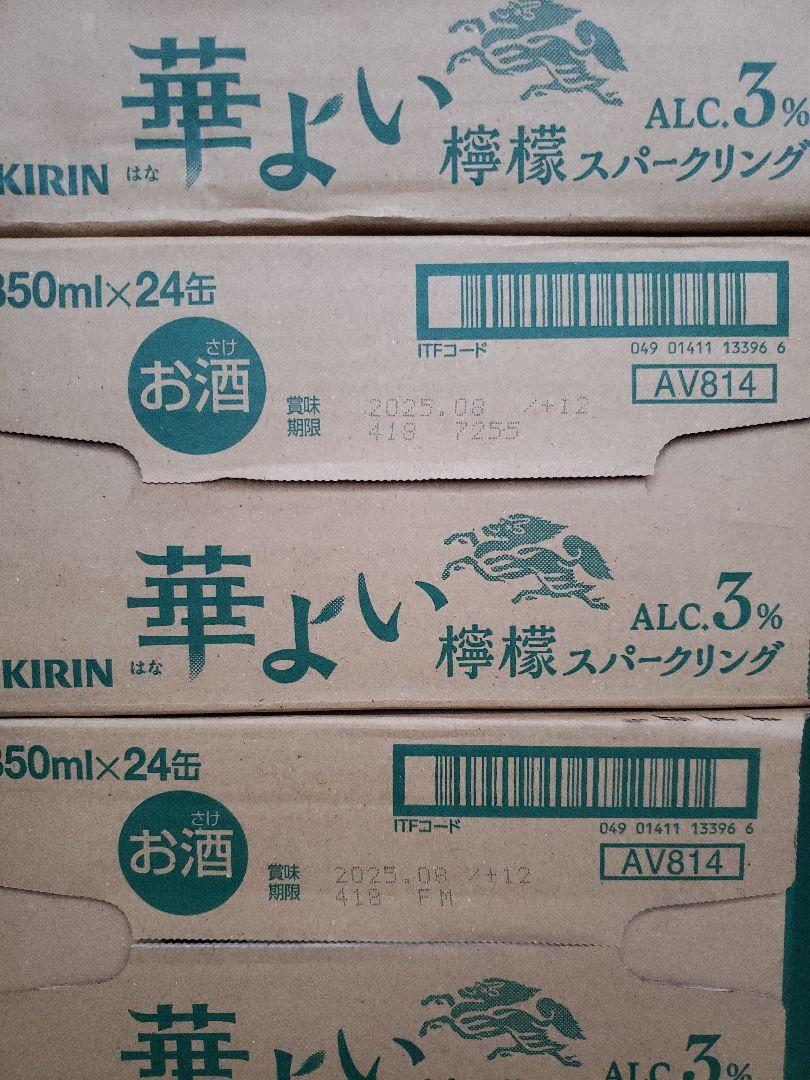 華よい
ALC.3%
KIRIN はな 檸檬スパークリング
350ml×24缶
ITFコード 049 01411 13396 6
さけ
お酒
AV814
賞味期限 2025.08 /+12
418 7255
華よい
ALC.3%
KIRIN はな 檸檬スパークリング
350ml×24缶
ITFコード 049 01411 13396 6
さけ
お酒
AV814
賞味期限 2025.08 /+12
418 FM
華よい
ALC.3%